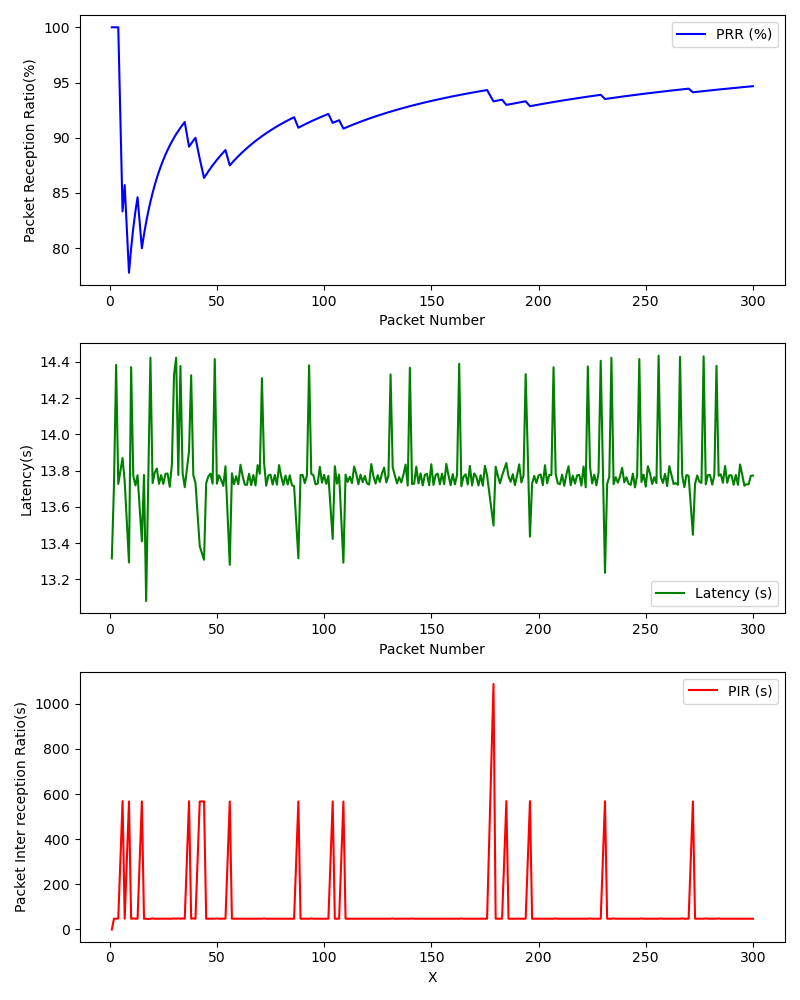 100
95
90
85
80
Packet Reception Ratio(%)
PRR (%)
0 50 100 150 200 250 300
Packet Number
14.4
14.2
14.0
13.8
13.6
13.4
13.2
Latency(s)
Latency (s)
0 50 100 150 200 250 300
Packet Number
1000
800
600
400
200
0
Packet Inter reception Ratio(s)
PIR (s)
0 50 100 150 200 250 300
X